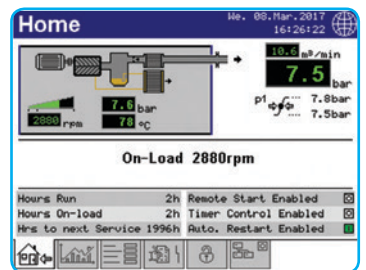 Home
We. 08.Mar.2017
16:26:22
10.6 m³/min
7.5 bar
7.6 bar
2880 rpm
78 °C
p1
7.8bar
7.5bar
On-Load 2880rpm
Hours Run 2h Remote Start Enabled
Hours On-load 2h Timer Control Enabled
Hrs to next Service 1996h Auto. Restart Enabled